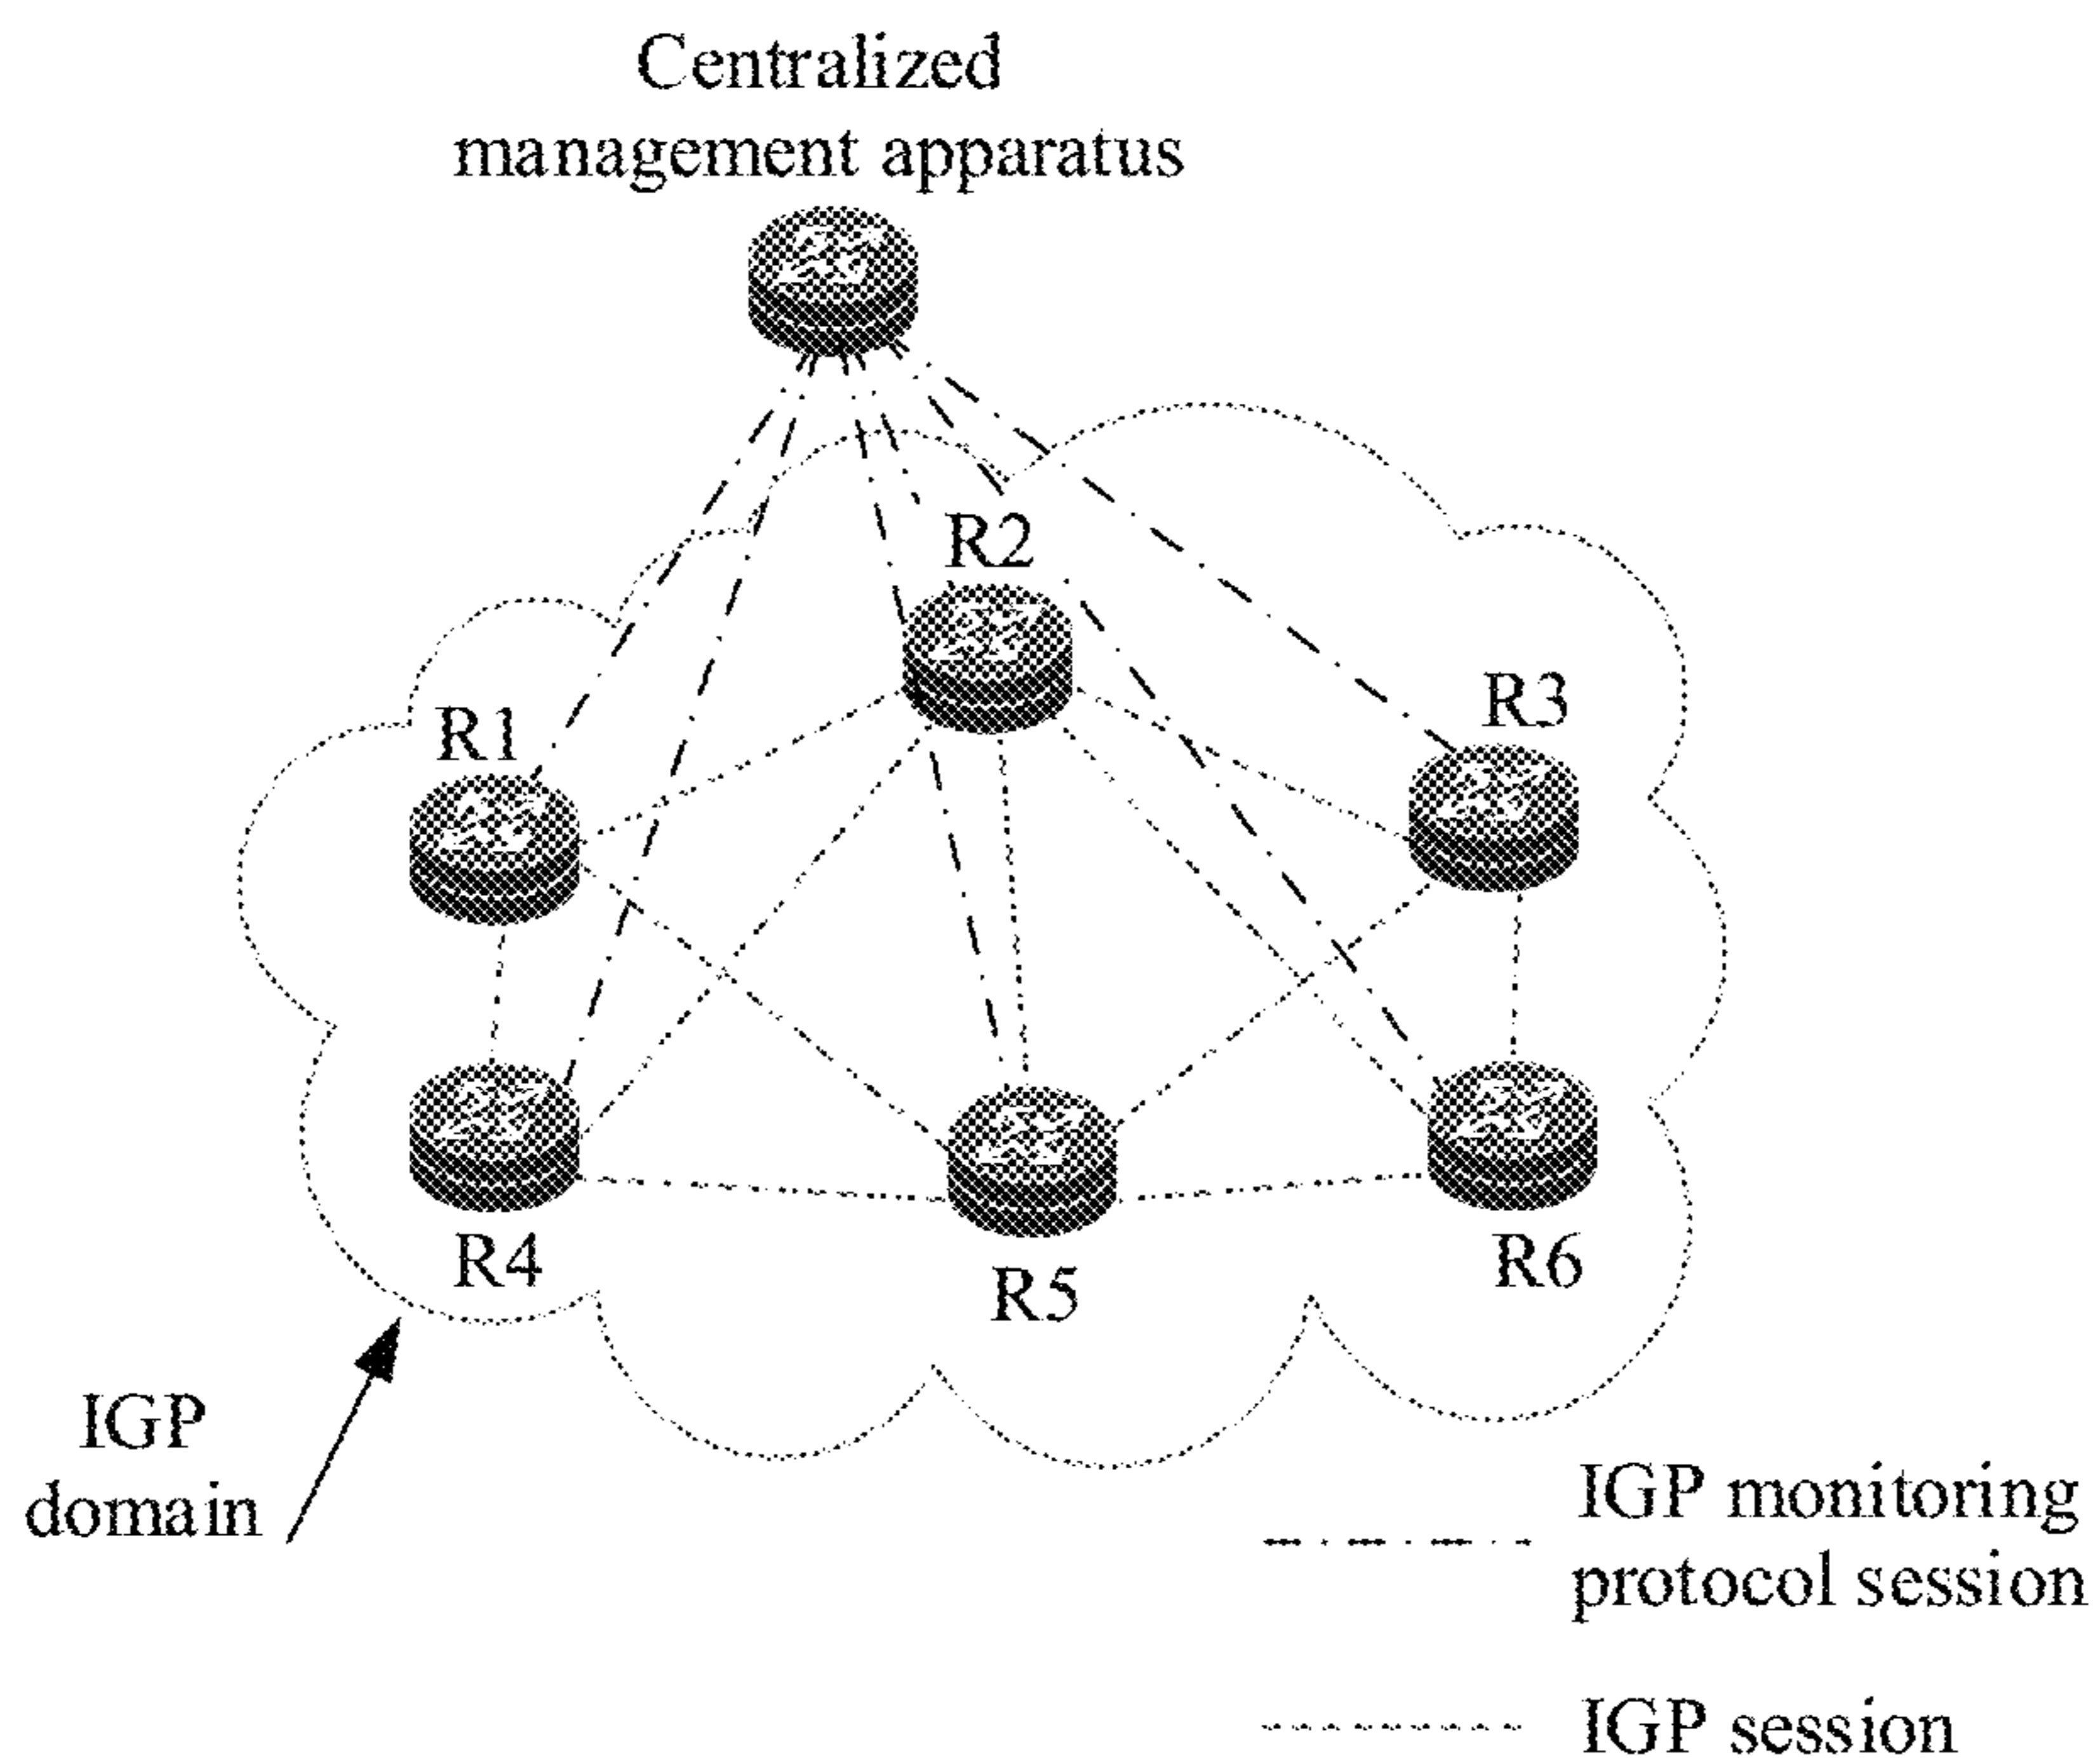 Centralized
management apparatus
R2
R3
R1
R4
R5
R6
IGP
domain
IGP monitoring
protocol session
IGP session